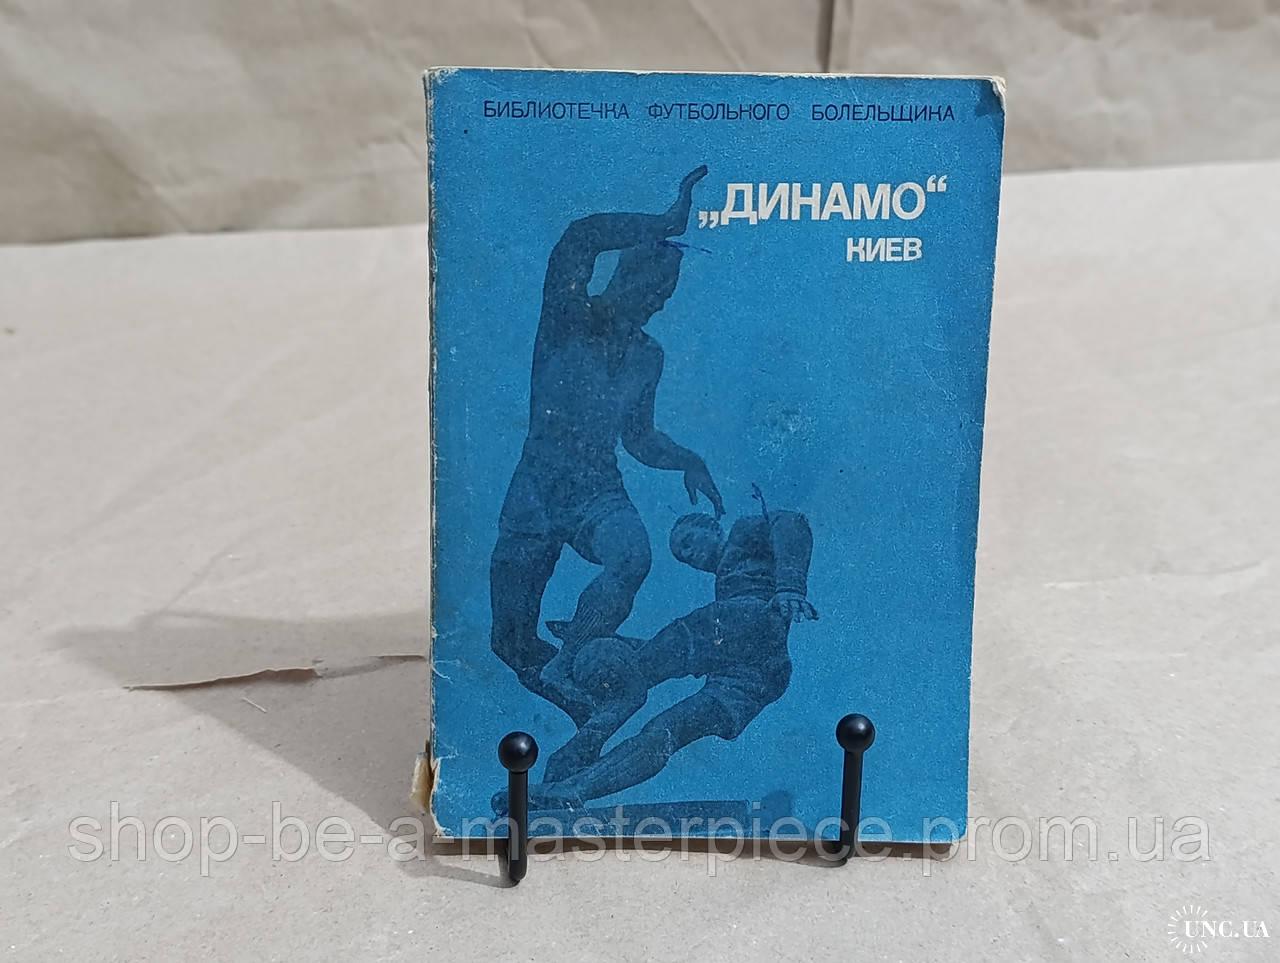 БИБЛИОТЕЧКА ФУТБОЛЬНОГО БОЛЕЛЬЩИКА
„ДИНАМО“
КИЕВ
shop-be-a-masterpiece.prom.ua
UNC.UA